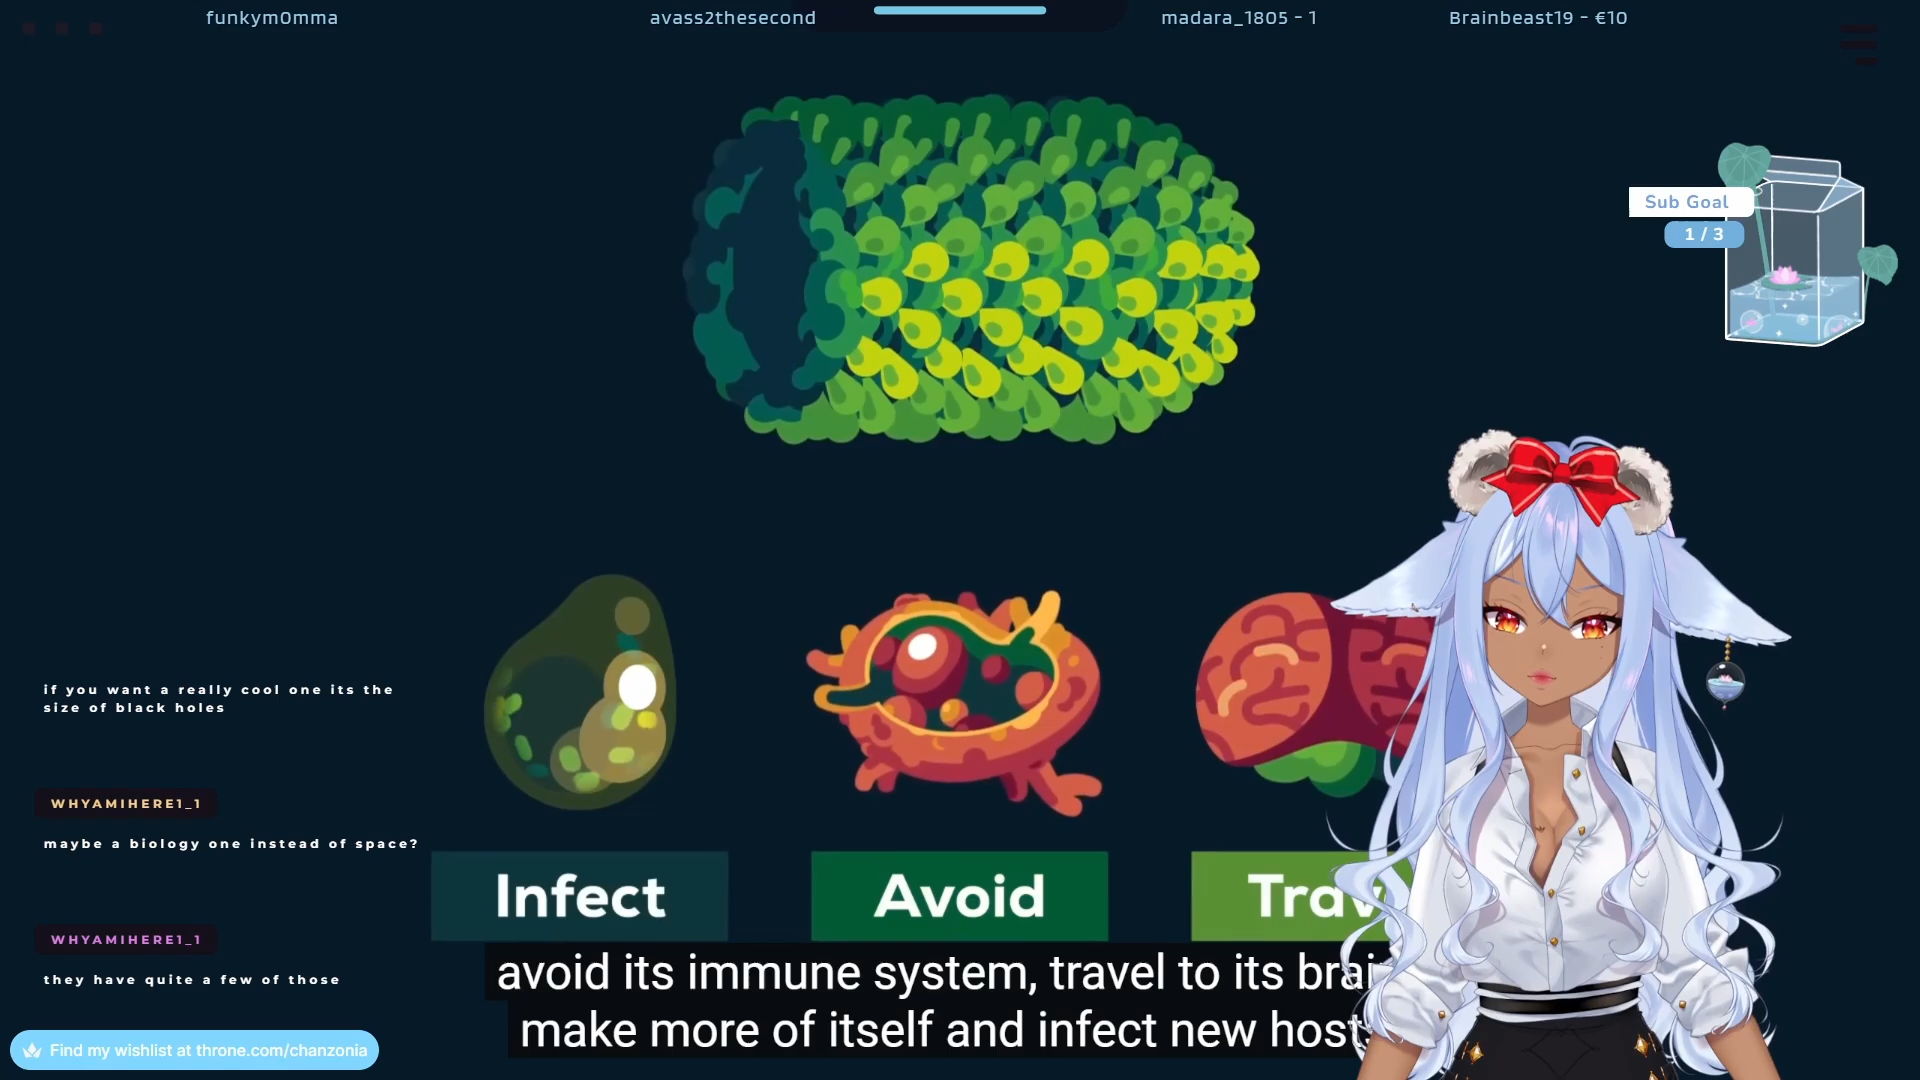 funkym0mma
avass2thesecond
madara_1805 - 1
Brainbeast19 - €10
Sub Goal
1 / 3
if you want a really cool one its the
size of black holes
WHYAMIHERE1_1
maybe a biology one instead of space?
WHYAMIHERE1_1
they have quite a few of those
Infect
Avoid
Trav
avoid its immune system, travel to its brai
make more of itself and infect new hosts
Find my wishlist at throne.com/chanzonia